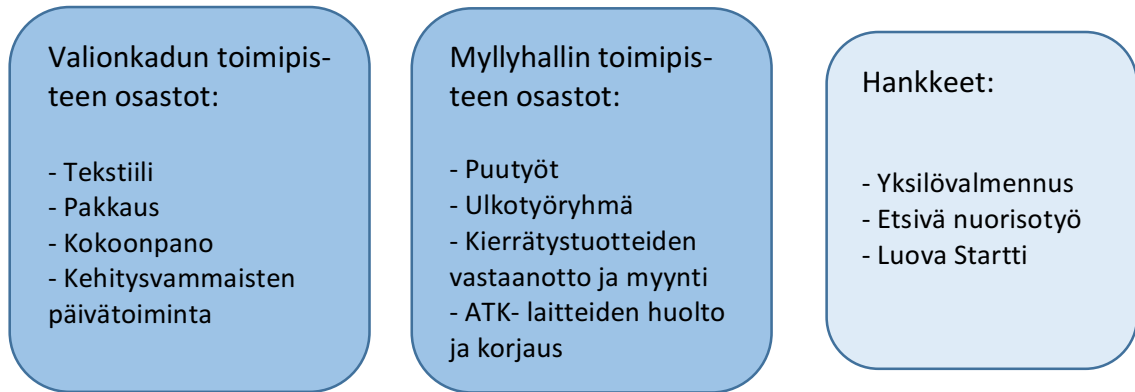 Valionkadun toimipis-
teen osastot:
- Tekstiili
- Pakkaus
- Kokoonpano
- Kehitysvammaisten
päivätoiminta
Myllyhallin toimipis-
teen osastot:
- Puutyöt
- Ulkotyöryhmä
- Kierrätystuotteiden
vastaanotto ja myynti
- ATK- laitteiden huolto
ja korjaus
Hankkeet:
- Yksilövalmennus
- Etsivä nuorisotyö
- Luova Startti